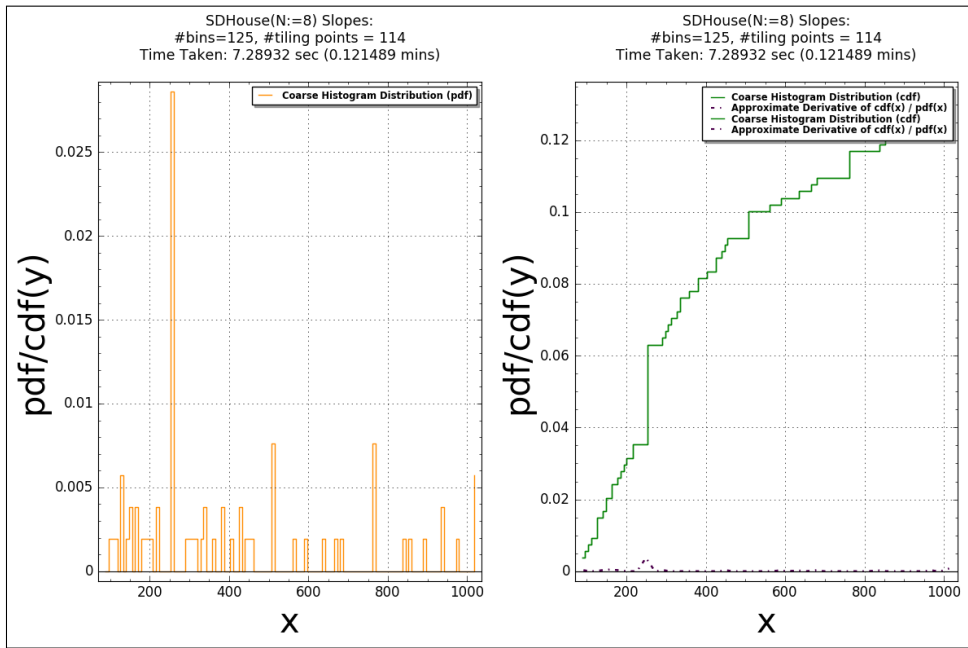 SDHouse(N:=8) Slopes:
#bins=125, #tiling points = 114
Time Taken: 7.28932 sec (0.121489 mins)
Coarse Histogram Distribution (pdf)
0.025
0.02
0.015
0.01
0.005
0
200
400
600
800
1000
pdf/cdf(y)
x
SDHouse(N:=8) Slopes:
#bins=125, #tiling points = 114
Time Taken: 7.28932 sec (0.121489 mins)
Coarse Histogram Distribution (cdf)
Approximate Derivative of cdf(x) / pdf(x)
Coarse Histogram Distribution (cdf)
Approximate Derivative of cdf(x) / pdf(x)
0.12
0.1
0.08
0.06
0.04
0.02
0
200
400
600
800
1000
pdf/cdf(y)
x